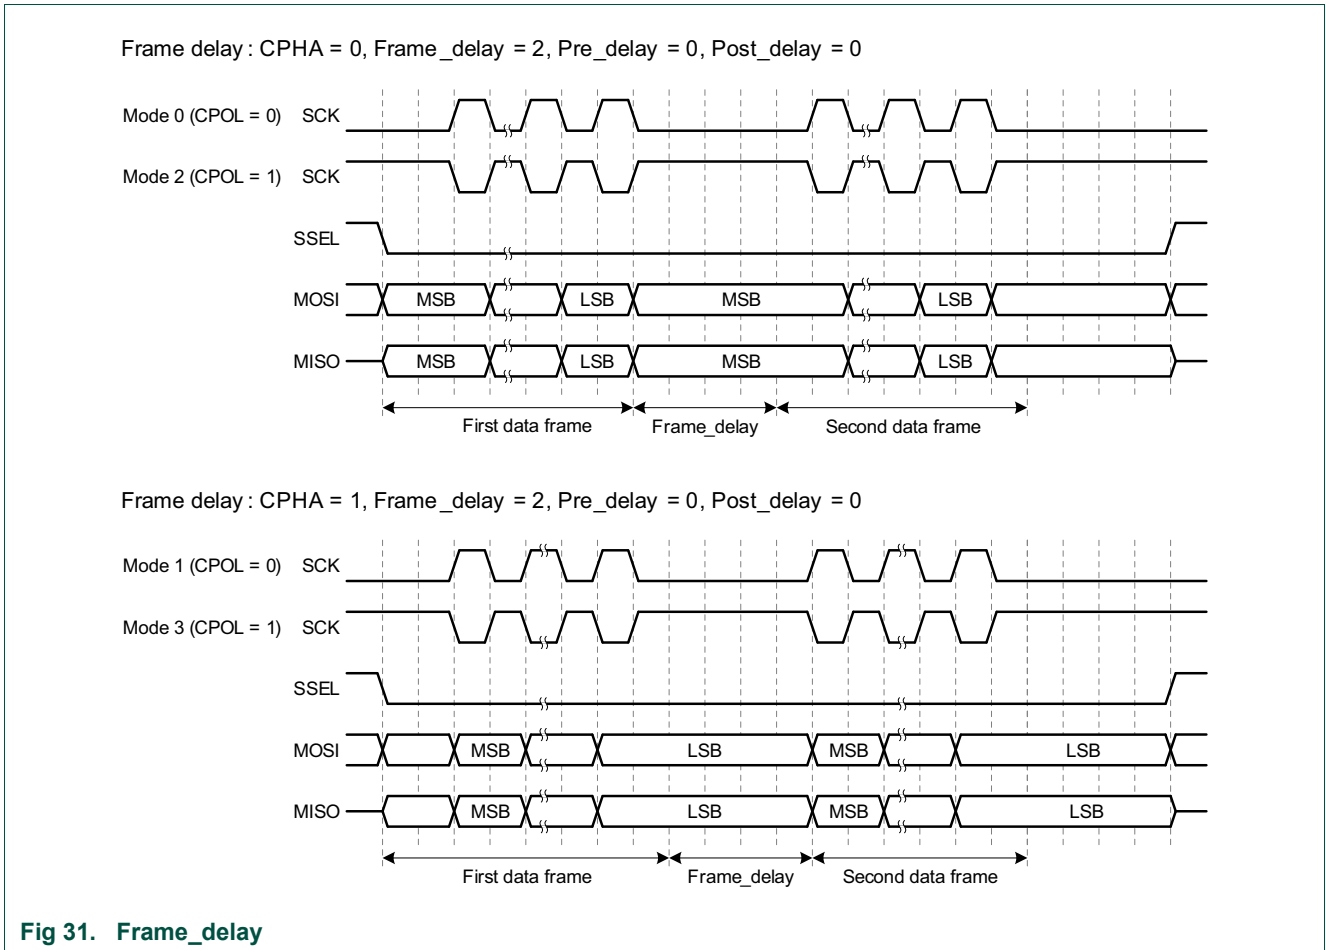 Frame delay : CPHA = 0, Frame_delay = 2, Pre_delay = 0, Post_delay = 0
Mode 0 (CPOL = 0) SCK
Mode 2 (CPOL = 1) SCK
SSEL
MOSI MSB LSB MSB LSB
MISO MSB LSB MSB LSB
First data frame Frame_delay Second data frame
Frame delay : CPHA = 1, Frame_delay = 2, Pre_delay = 0, Post_delay = 0
Mode 1 (CPOL = 0) SCK
Mode 3 (CPOL = 1) SCK
SSEL
MOSI MSB LSB MSB LSB
MISO MSB LSB MSB LSB
First data frame Frame_delay Second data frame
Fig 31. Frame_delay